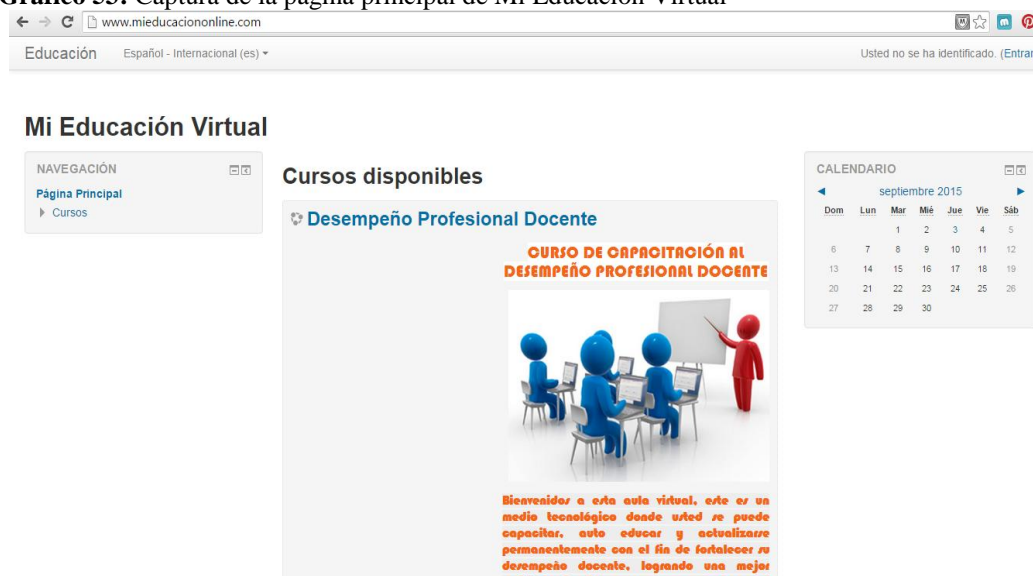 Gráfico 55: Captura de la página principal de Mi Educación Virtual
www.mieducaciononline.com
Educación Español - Internacional (es)
Usted no se ha identificado. (Entrar
Mi Educación Virtual
NAVEGACIÓN
Página Principal
Cursos
Cursos disponibles
Desempeño Profesional Docente
CURSO DE CAPACITACIÓN AL
DESEMPEÑO PROFESIONAL DOCENTE
Bienvenidos a esta aula virtual, este es un
medio tecnológico donde usted se puede
capacitar, auto educar y actualizarse
permanentemente con el fin de fortalecer su
desempeño docente, logrando una mejor
CALENDARIO
septiembre 2015
Dom Lun Mar Mié Jue Vie Sáb
1 2 3 4 5
6 7 8 9 10 11 12
13 14 15 16 17 18 19
20 21 22 23 24 25 26
27 28 29 30